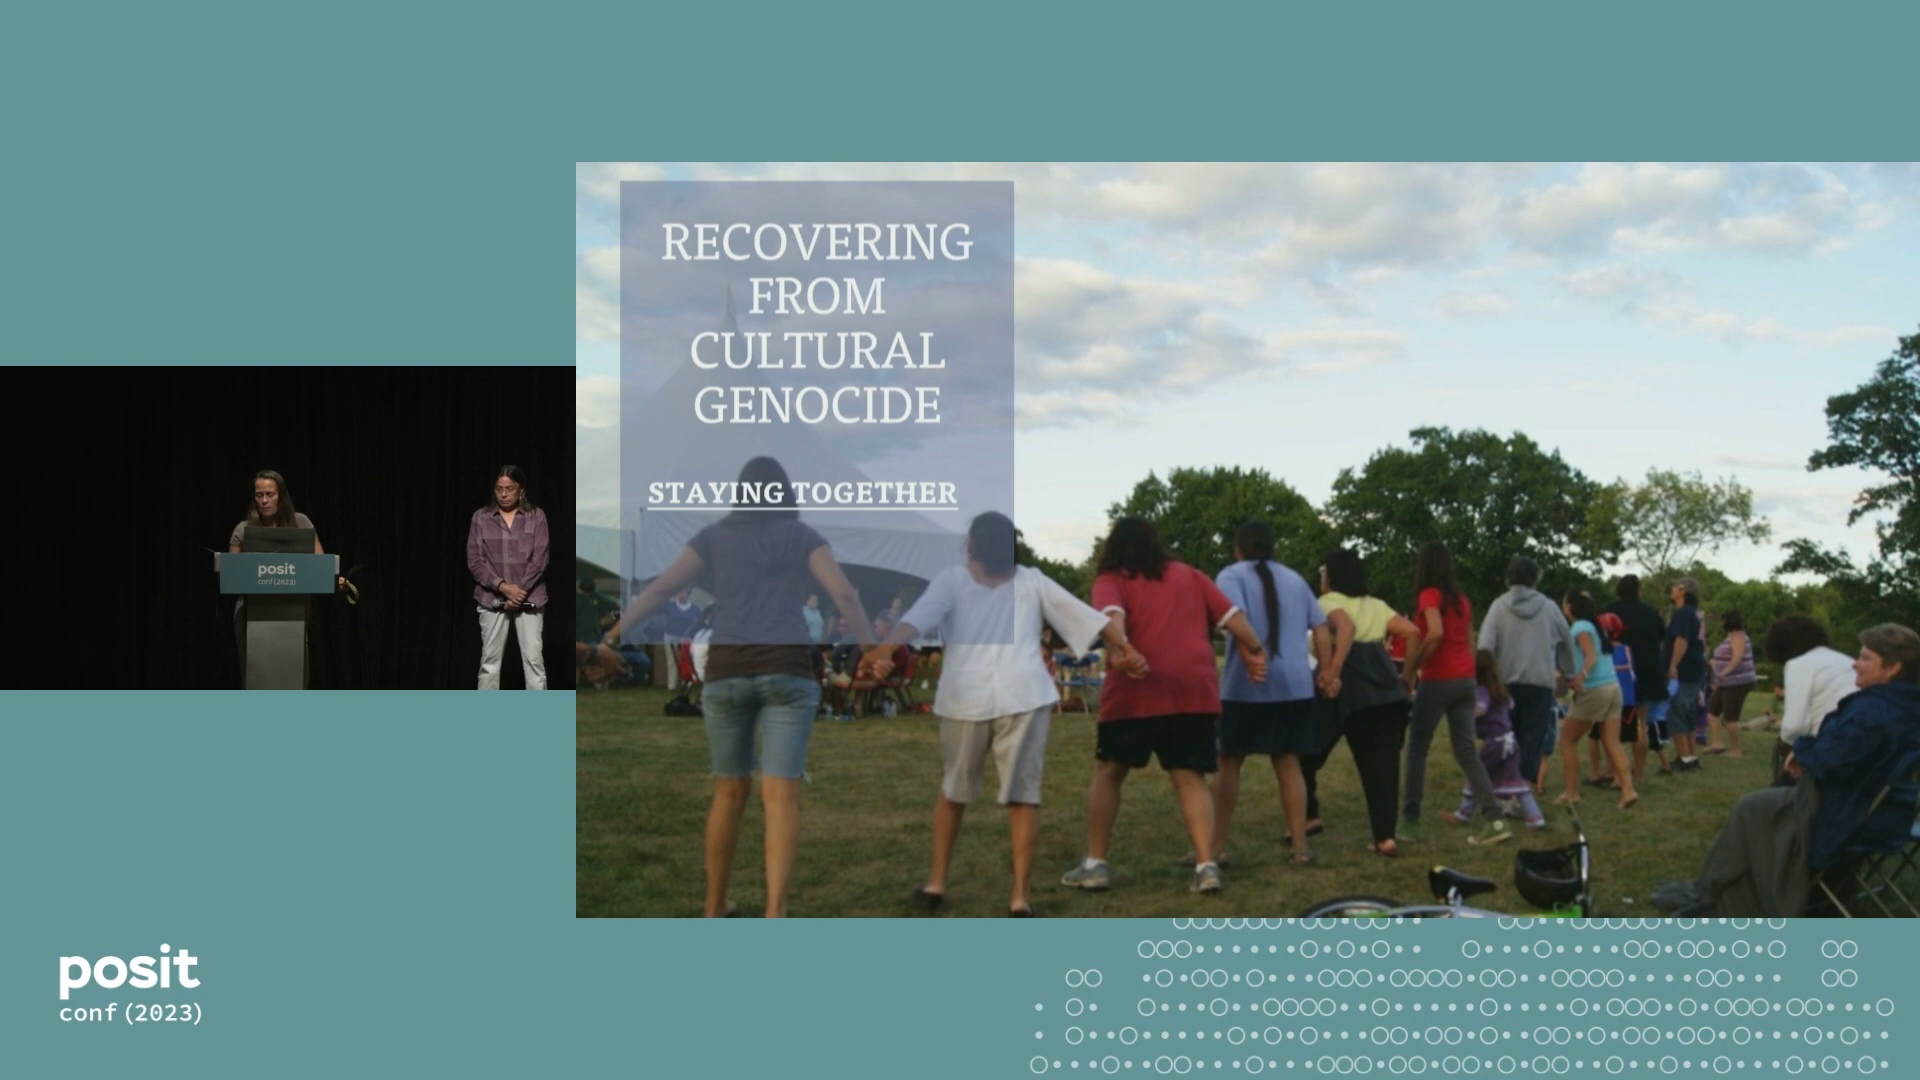 RECOVERING
FROM
CULTURAL
GENOCIDE
STAYING TOGETHER
posit
conf(2023)
posit
conf (2023)